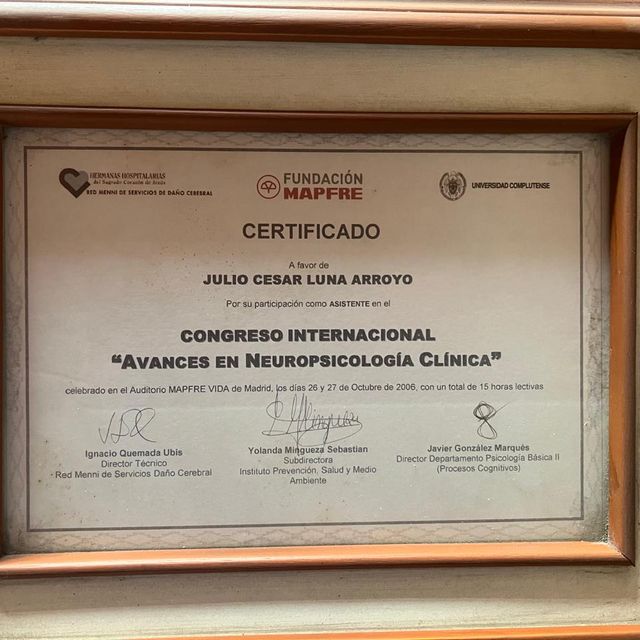 HERMANAS HOSPITALARIAS
del Sagrado Corazón de Jesús
RED MENNI DE SERVICIOS DE DAÑO CEREBRAL
FUNDACIÓN
MAPFRE
UNIVERSIDAD COMPLUTENSE
CERTIFICADO
A favor de
JULIO CESAR LUNA ARROYO
Por su participación como ASISTENTE en el
CONGRESO INTERNACIONAL
“AVANCES EN NEUROPSICOLOGÍA CLÍNICA”
celebrado en el Auditorio MAPFRE VIDA de Madrid, los días 26 y 27 de Octubre de 2006, con un total de 15 horas lectivas
Ignacio Quemada Ubis
Director Técnico
Red Menni de Servicios Daño Cerebral
Yolanda Mingueza Sebastian
Subdirectora
Instituto Prevención, Salud y Medio
Ambiente
Javier González Marqués
Director Departamento Psicología Básica II
(Procesos Cognitivos)